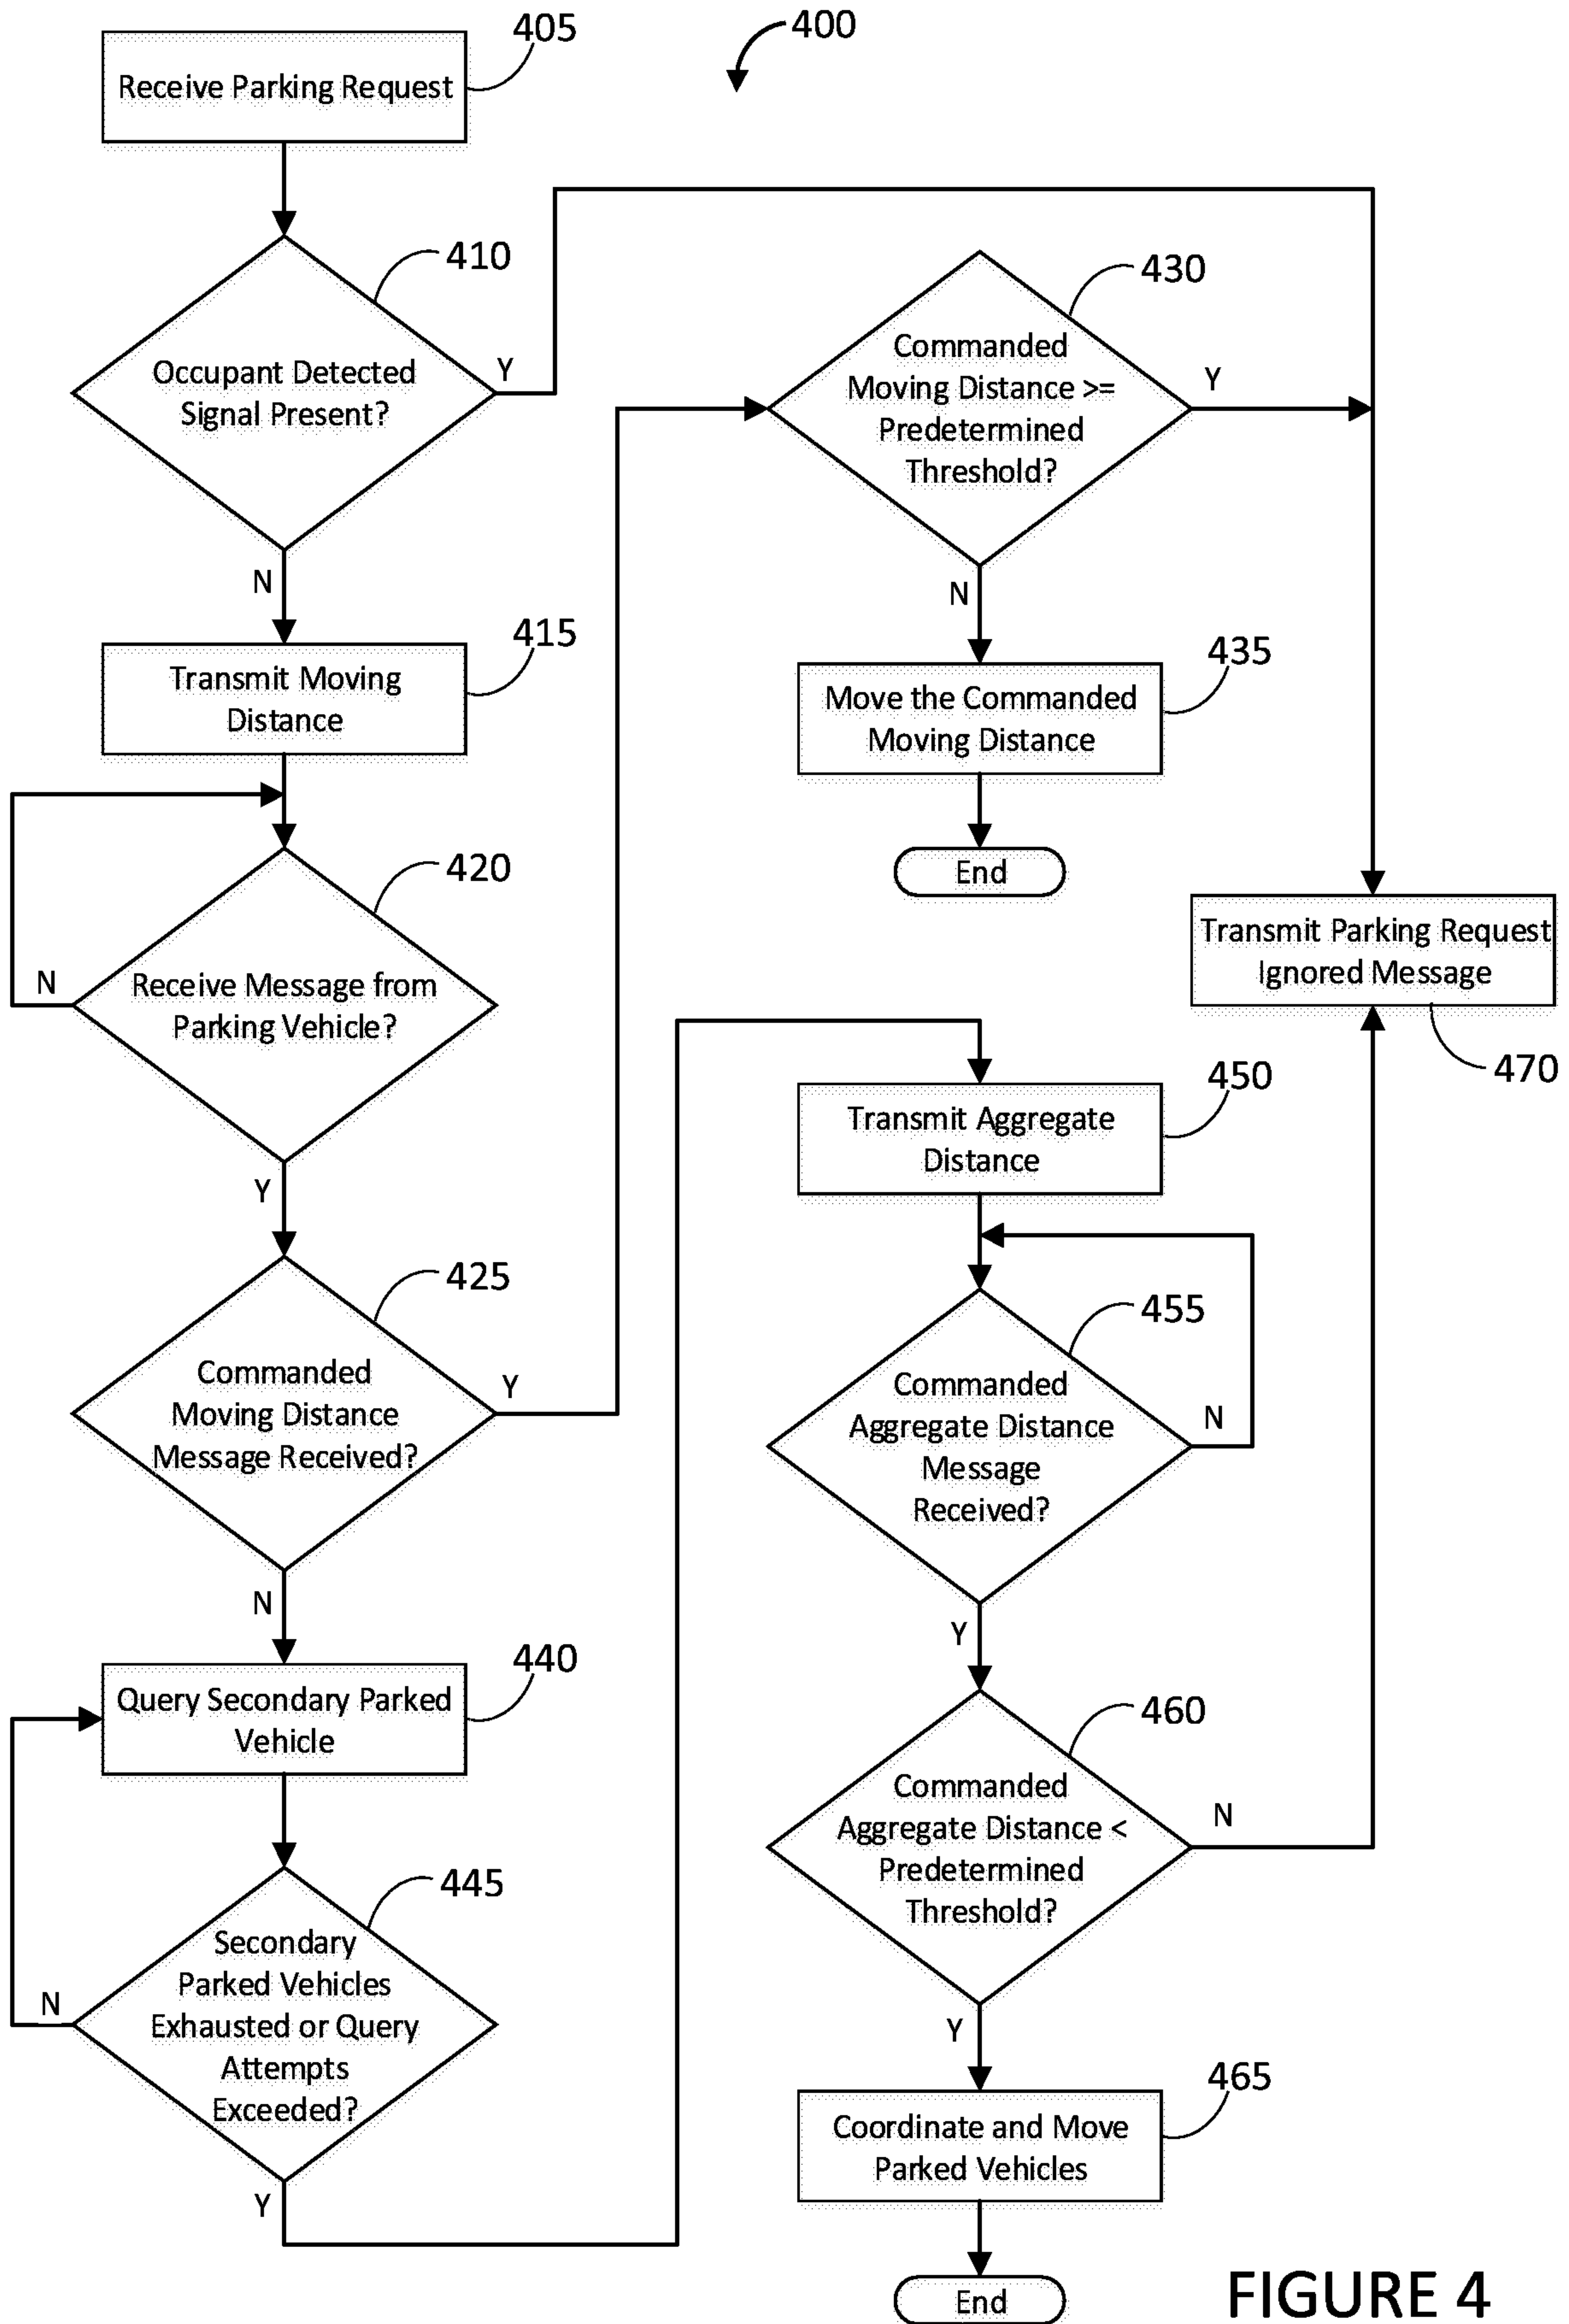 405
Receive Parking Request
400
410
Occupant Detected
Signal Present?
Y
N
415
Transmit Moving
Distance
420
Receive Message from
Parking Vehicle?
N
Y
425
Commanded
Moving Distance
Message Received?
Y
N
440
Query Secondary Parked
Vehicle
445
Secondary
Parked Vehicles
Exhausted or Query
Attempts
Exceeded?
N
Y
430
Commanded
Moving Distance >=
Predetermined
Threshold?
Y
N
435
Move the Commanded
Moving Distance
End
Transmit Parking Request
Ignored Message
470
450
Transmit Aggregate
Distance
455
Commanded
Aggregate Distance
Message
Received?
N
Y
460
Commanded
Aggregate Distance <
Predetermined
Threshold?
N
Y
465
Coordinate and Move
Parked Vehicles
End
FIGURE 4